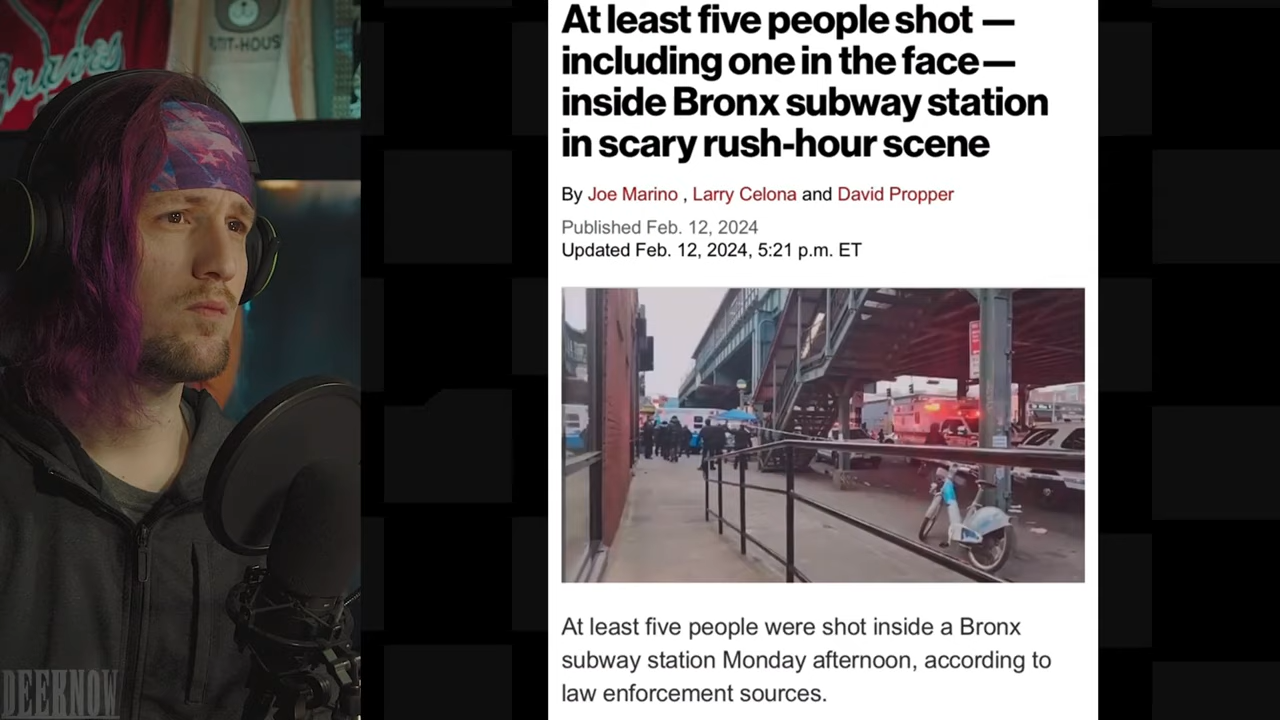 Braves
At least five people shot —
including one in the face—
inside Bronx subway station
in scary rush-hour scene
By Joe Marino , Larry Celona and David Propper
Published Feb. 12, 2024
Updated Feb. 12, 2024, 5:21 p.m. ET
At least five people were shot inside a Bronx
subway station Monday afternoon, according to
law enforcement sources.
DEEKNOW